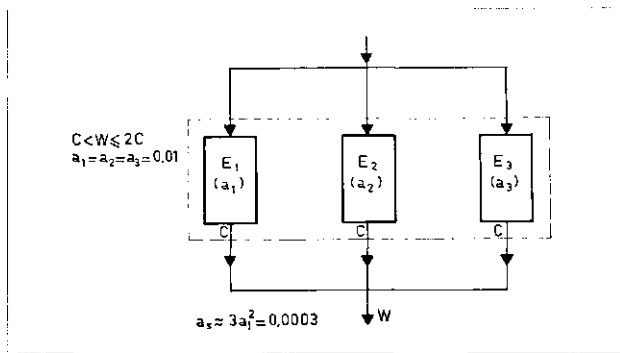 C<W⩽2C
a₁=a₂=a₃=0.01
E₁
(a₁)
E₂
(a₂)
E₃
(a₃)
C
C
C
W
aₛ≈3a₁²=0,0003